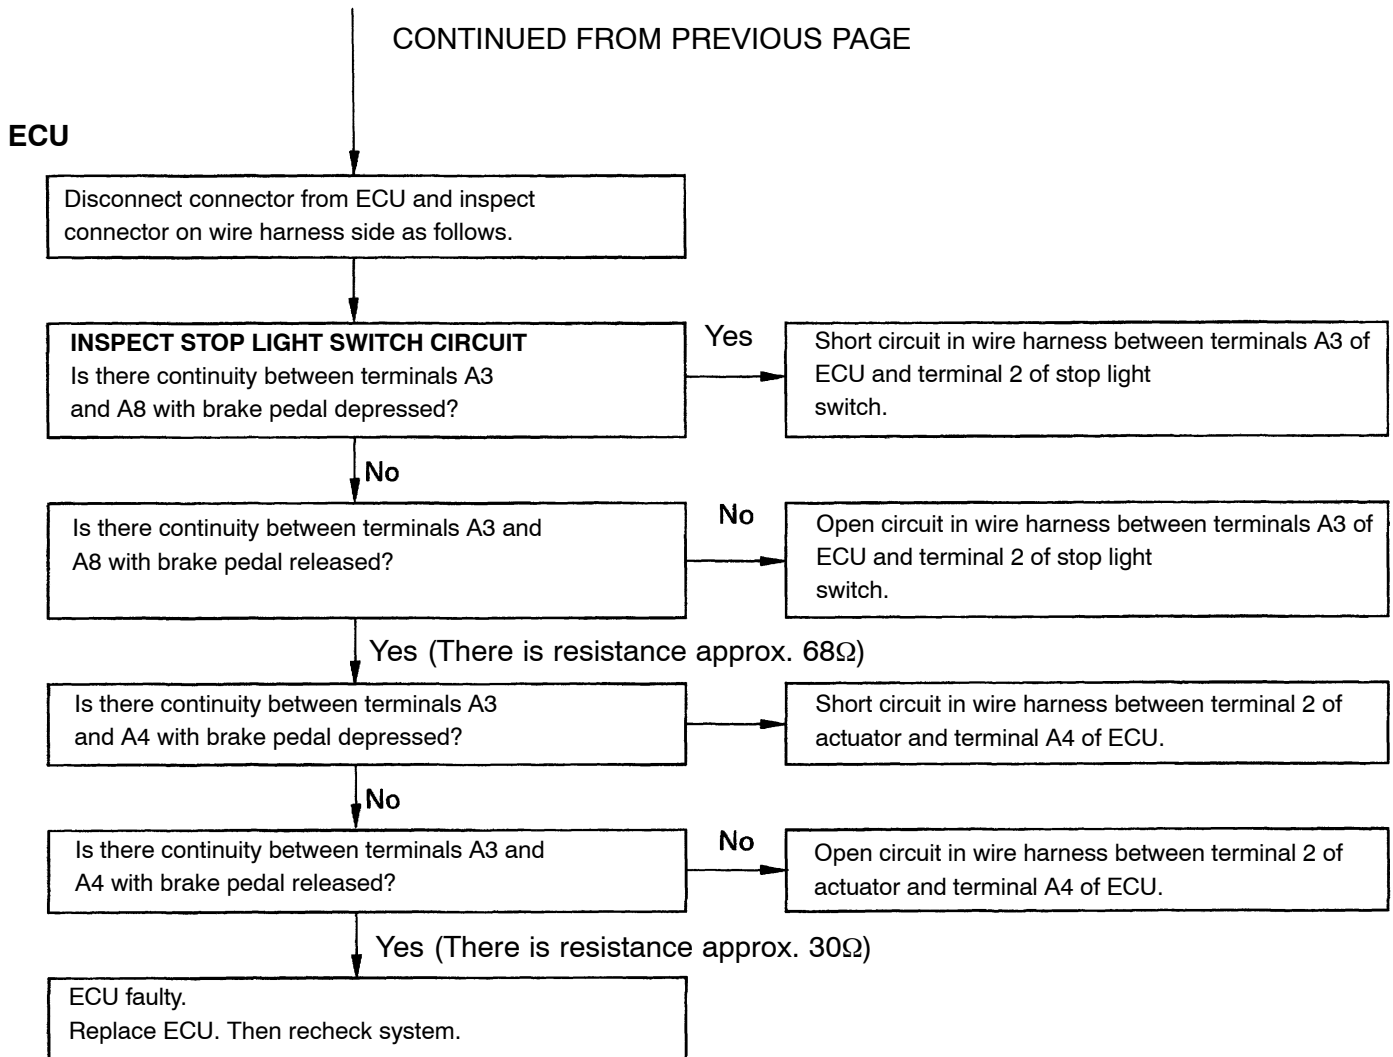 CONTINUED FROM PREVIOUS PAGE
ECU
Disconnect connector from ECU and inspect
connector on wire harness side as follows.
INSPECT STOP LIGHT SWITCH CIRCUIT
Is there continuity between terminals A3
and A8 with brake pedal depressed?
Yes
Short circuit in wire harness between terminals A3 of
ECU and terminal 2 of stop light
switch.
No
Is there continuity between terminals A3 and
A8 with brake pedal released?
No
Open circuit in wire harness between terminals A3 of
ECU and terminal 2 of stop light
switch.
Yes (There is resistance approx. 68Ω)
Is there continuity between terminals A3
and A4 with brake pedal depressed?
Short circuit in wire harness between terminal 2 of
actuator and terminal A4 of ECU.
No
Is there continuity between terminals A3 and
A4 with brake pedal released?
No
Open circuit in wire harness between terminal 2 of
actuator and terminal A4 of ECU.
Yes (There is resistance approx. 30Ω)
ECU faulty.
Replace ECU. Then recheck system.